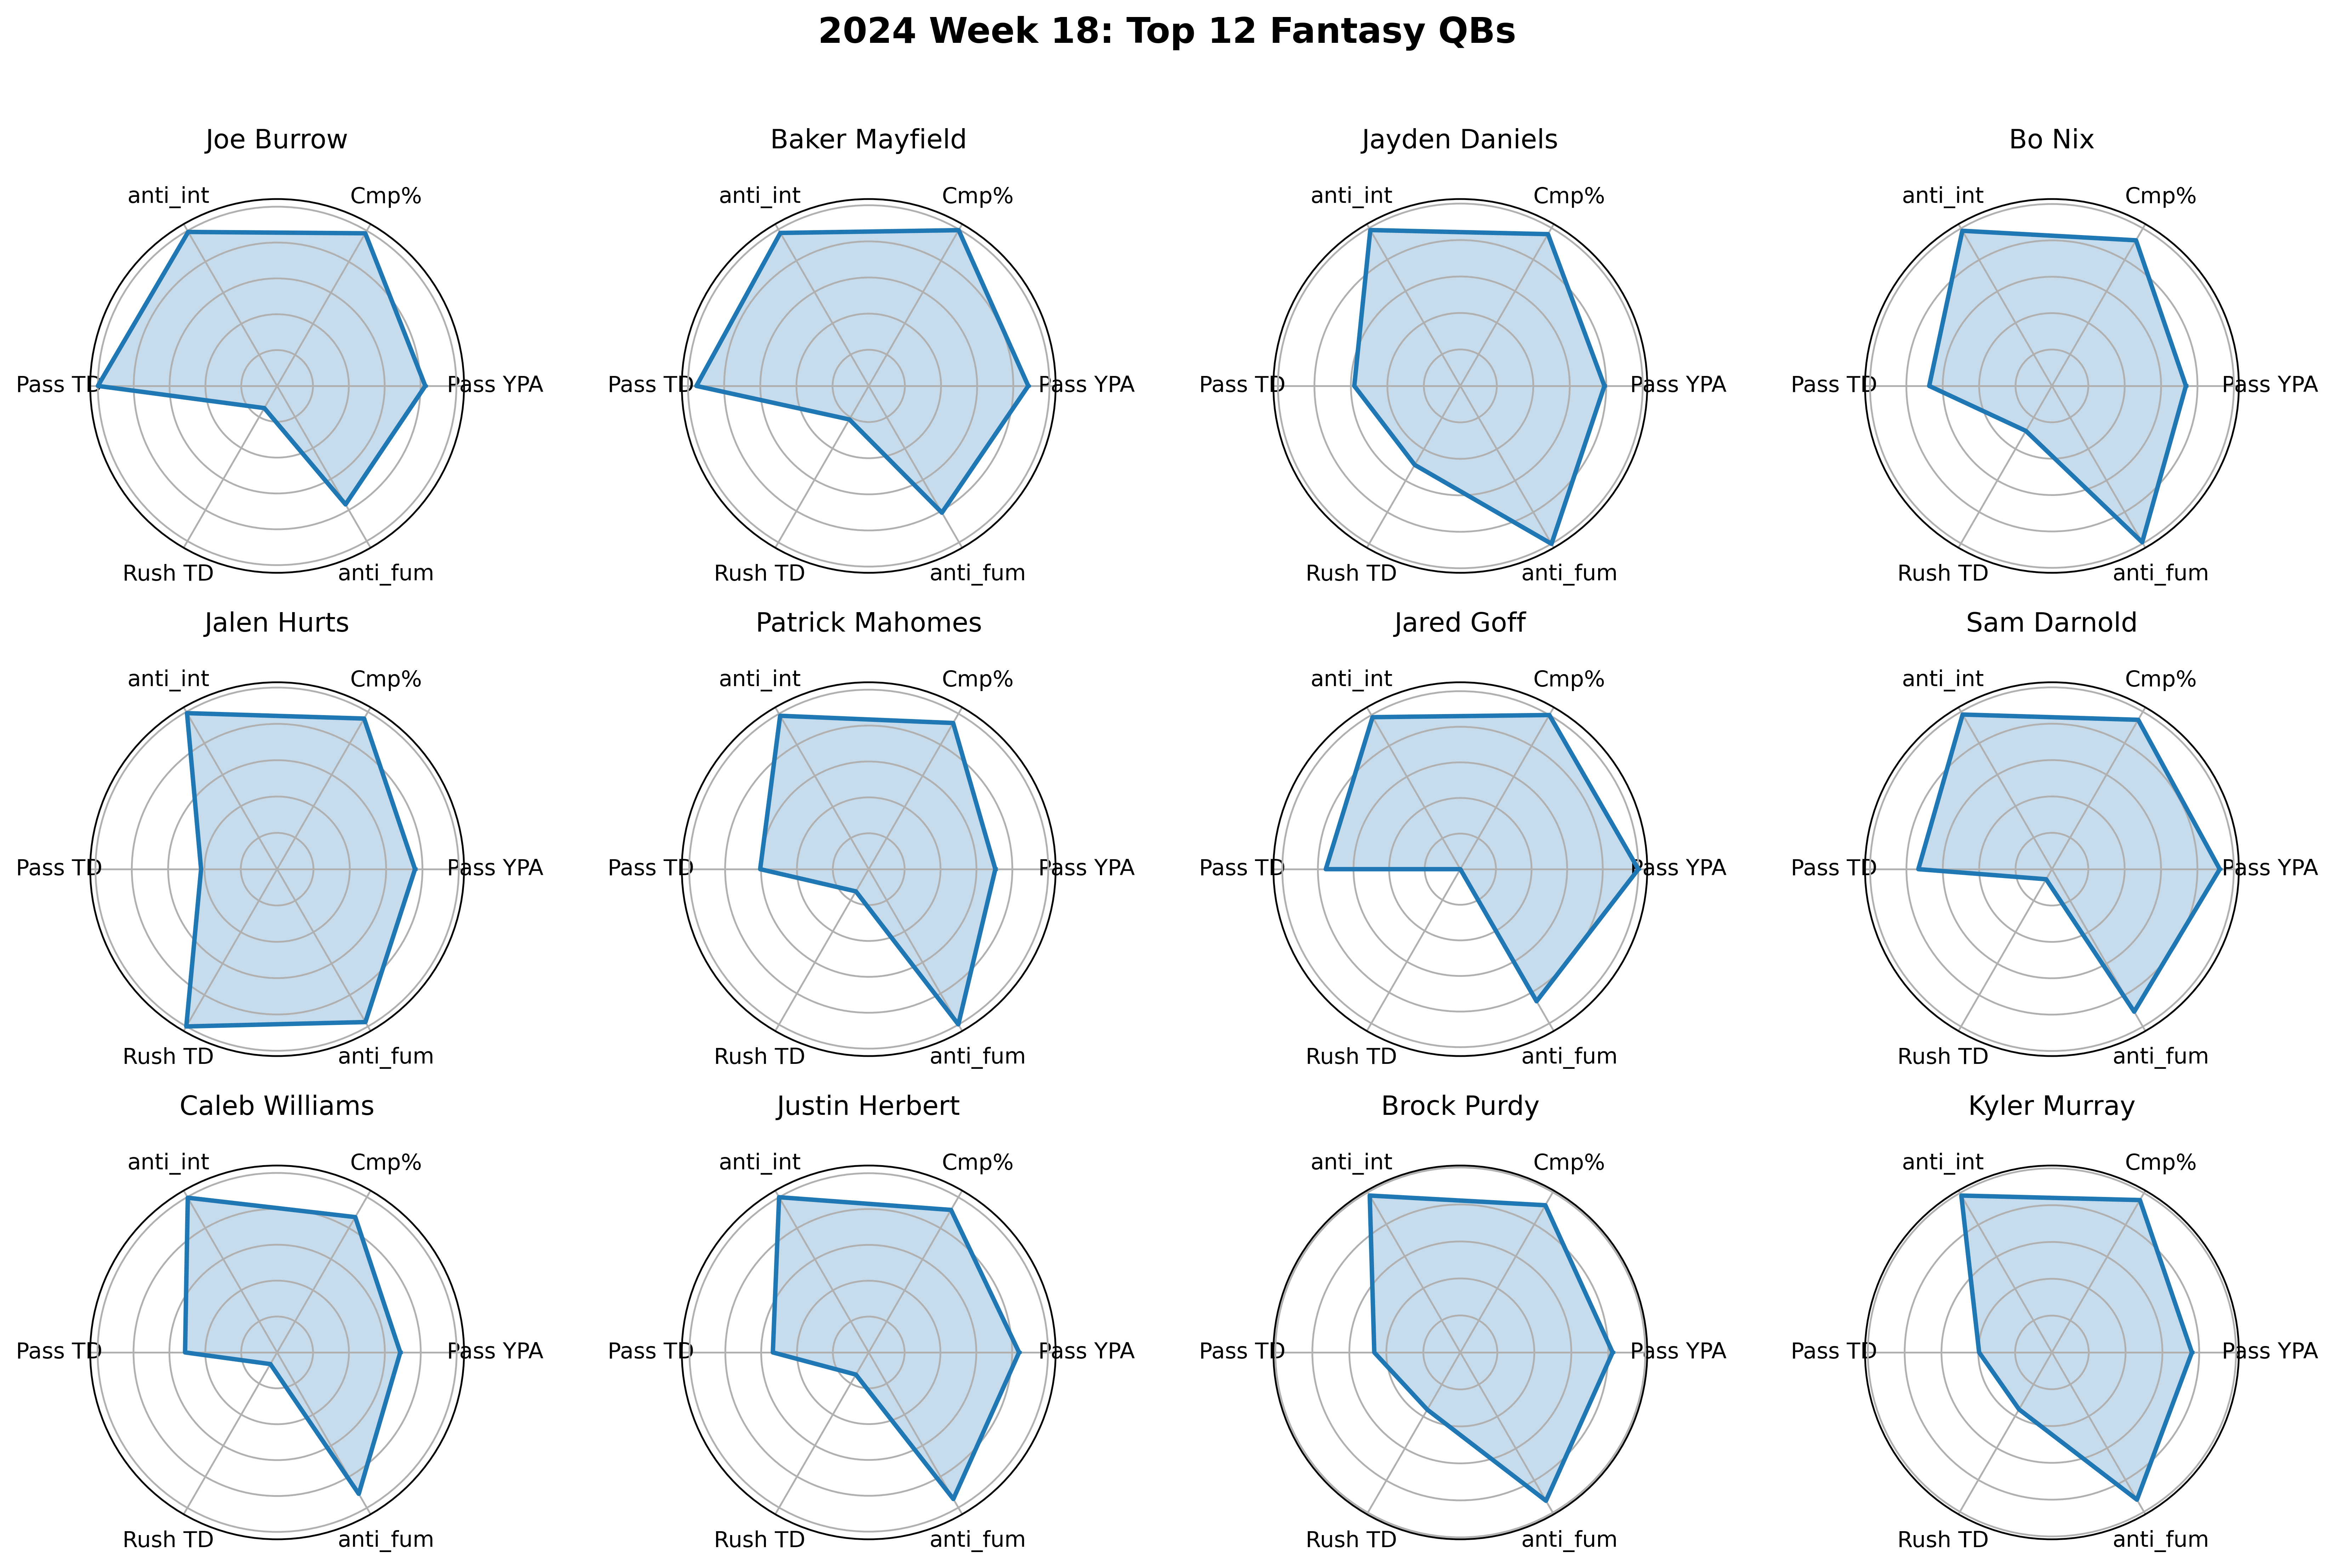 2024 Week 18: Top 12 Fantasy QBs
Joe Burrow
anti_int
Cmp%
Pass TD
Pass YPA
Rush TD
anti_fum
Baker Mayfield
anti_int
Cmp%
Pass TD
Pass YPA
Rush TD
anti_fum
Jayden Daniels
anti_int
Cmp%
Pass TD
Pass YPA
Rush TD
anti_fum
Bo Nix
anti_int
Cmp%
Pass TD
Pass YPA
Rush TD
anti_fum
Jalen Hurts
anti_int
Cmp%
Pass TD
Pass YPA
Rush TD
anti_fum
Patrick Mahomes
anti_int
Cmp%
Pass TD
Pass YPA
Rush TD
anti_fum
Jared Goff
anti_int
Cmp%
Pass TD
Pass YPA
Rush TD
anti_fum
Sam Darnold
anti_int
Cmp%
Pass TD
Pass YPA
Rush TD
anti_fum
Caleb Williams
anti_int
Cmp%
Pass TD
Pass YPA
Rush TD
anti_fum
Justin Herbert
anti_int
Cmp%
Pass TD
Pass YPA
Rush TD
anti_fum
Brock Purdy
anti_int
Cmp%
Pass TD
Pass YPA
Rush TD
anti_fum
Kyler Murray
anti_int
Cmp%
Pass TD
Pass YPA
Rush TD
anti_fum